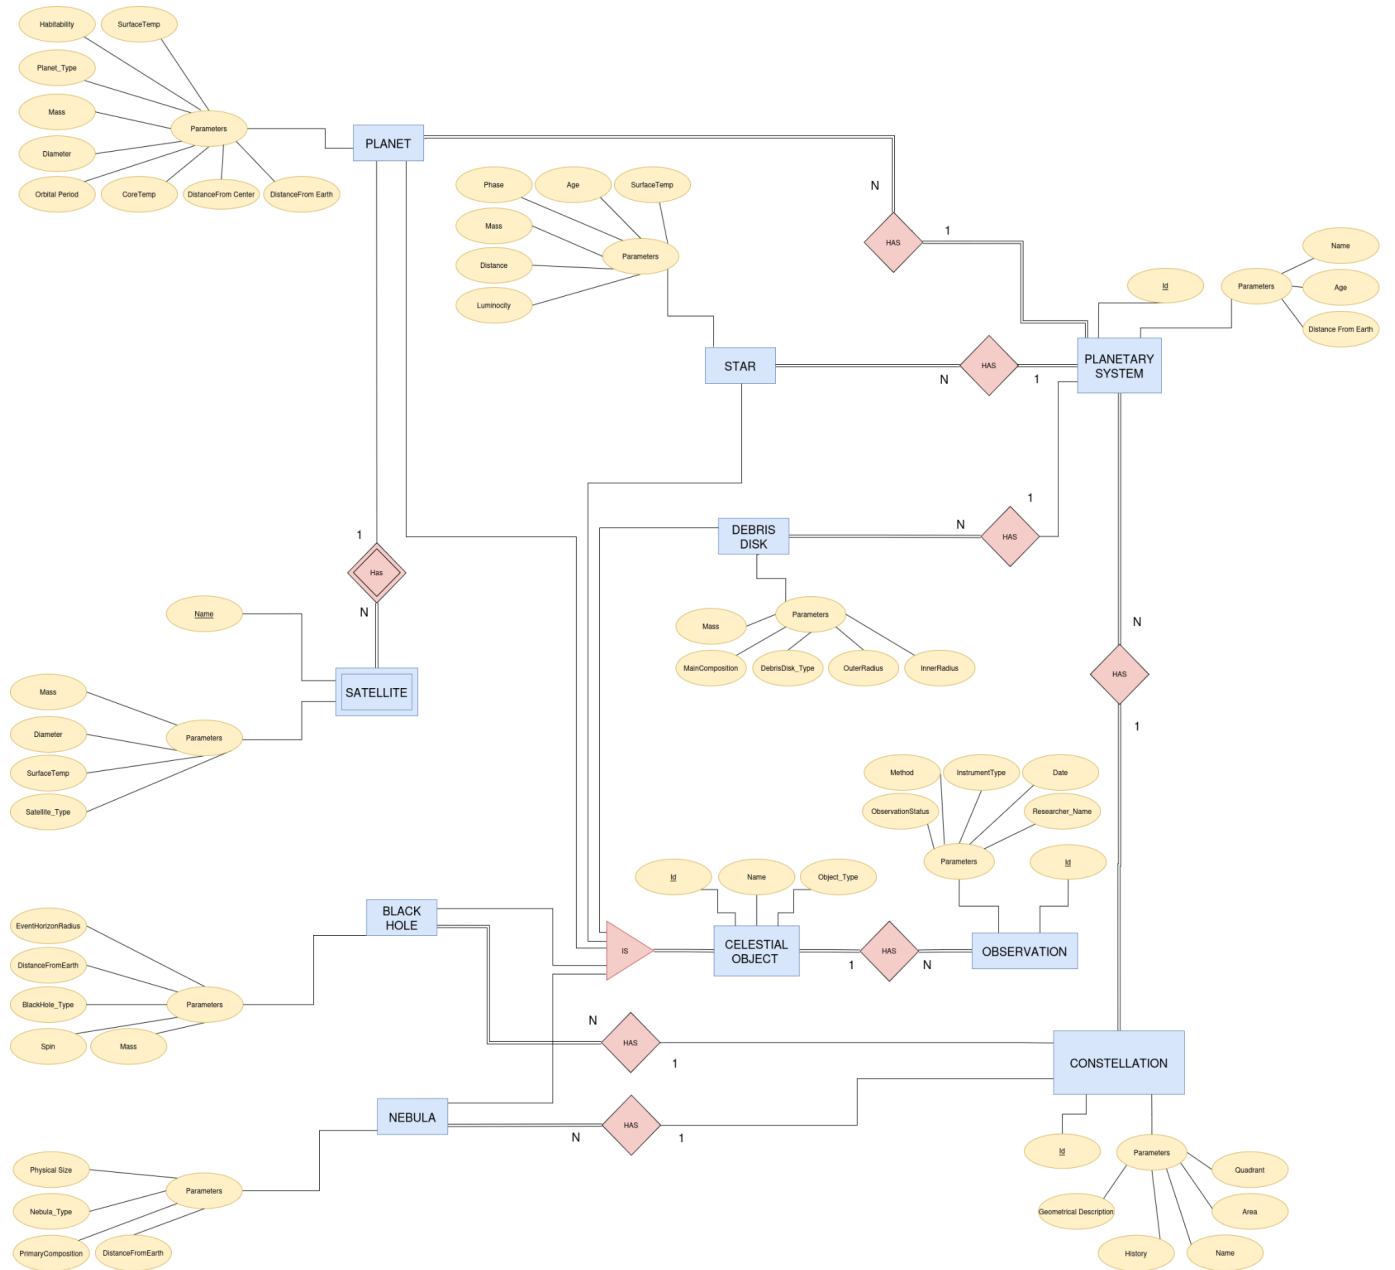 Habitability
SurfaceTemp
Planet_Type
Mass
Parameters
Diameter
Orbital Period
CoreTemp
DistanceFrom Center
DistanceFrom Earth
PLANET
N
HAS
1
Phase
Age
SurfaceTemp
Mass
Parameters
Distance
Luminocity
STAR
N
HAS
1
Id
Parameters
Name
Age
Distance From Earth
PLANETARY
SYSTEM
1
Has
N
DEBRIS
DISK
N
HAS
1
Parameters
Mass
MainComposition
DebrisDisk_Type
OuterRadius
InnerRadius
N
HAS
1
Name
SATELLITE
Mass
Parameters
Diameter
SurfaceTemp
Satellite_Type
Method
InstrumentType
Date
ObservationStatus
Researcher_Name
Parameters
Id
Id
Name
Object_Type
BLACK
HOLE
EventHorizonRadius
DistanceFromEarth
BlackHole_Type
Parameters
Spin
Mass
IS
CELESTIAL
OBJECT
1
HAS
N
OBSERVATION
N
HAS
1
CONSTELLATION
NEBULA
N
HAS
1
Physical Size
Nebula_Type
Parameters
PrimaryComposition
DistanceFromEarth
Id
Parameters
Quadrant
Geometrical Description
Area
History
Name